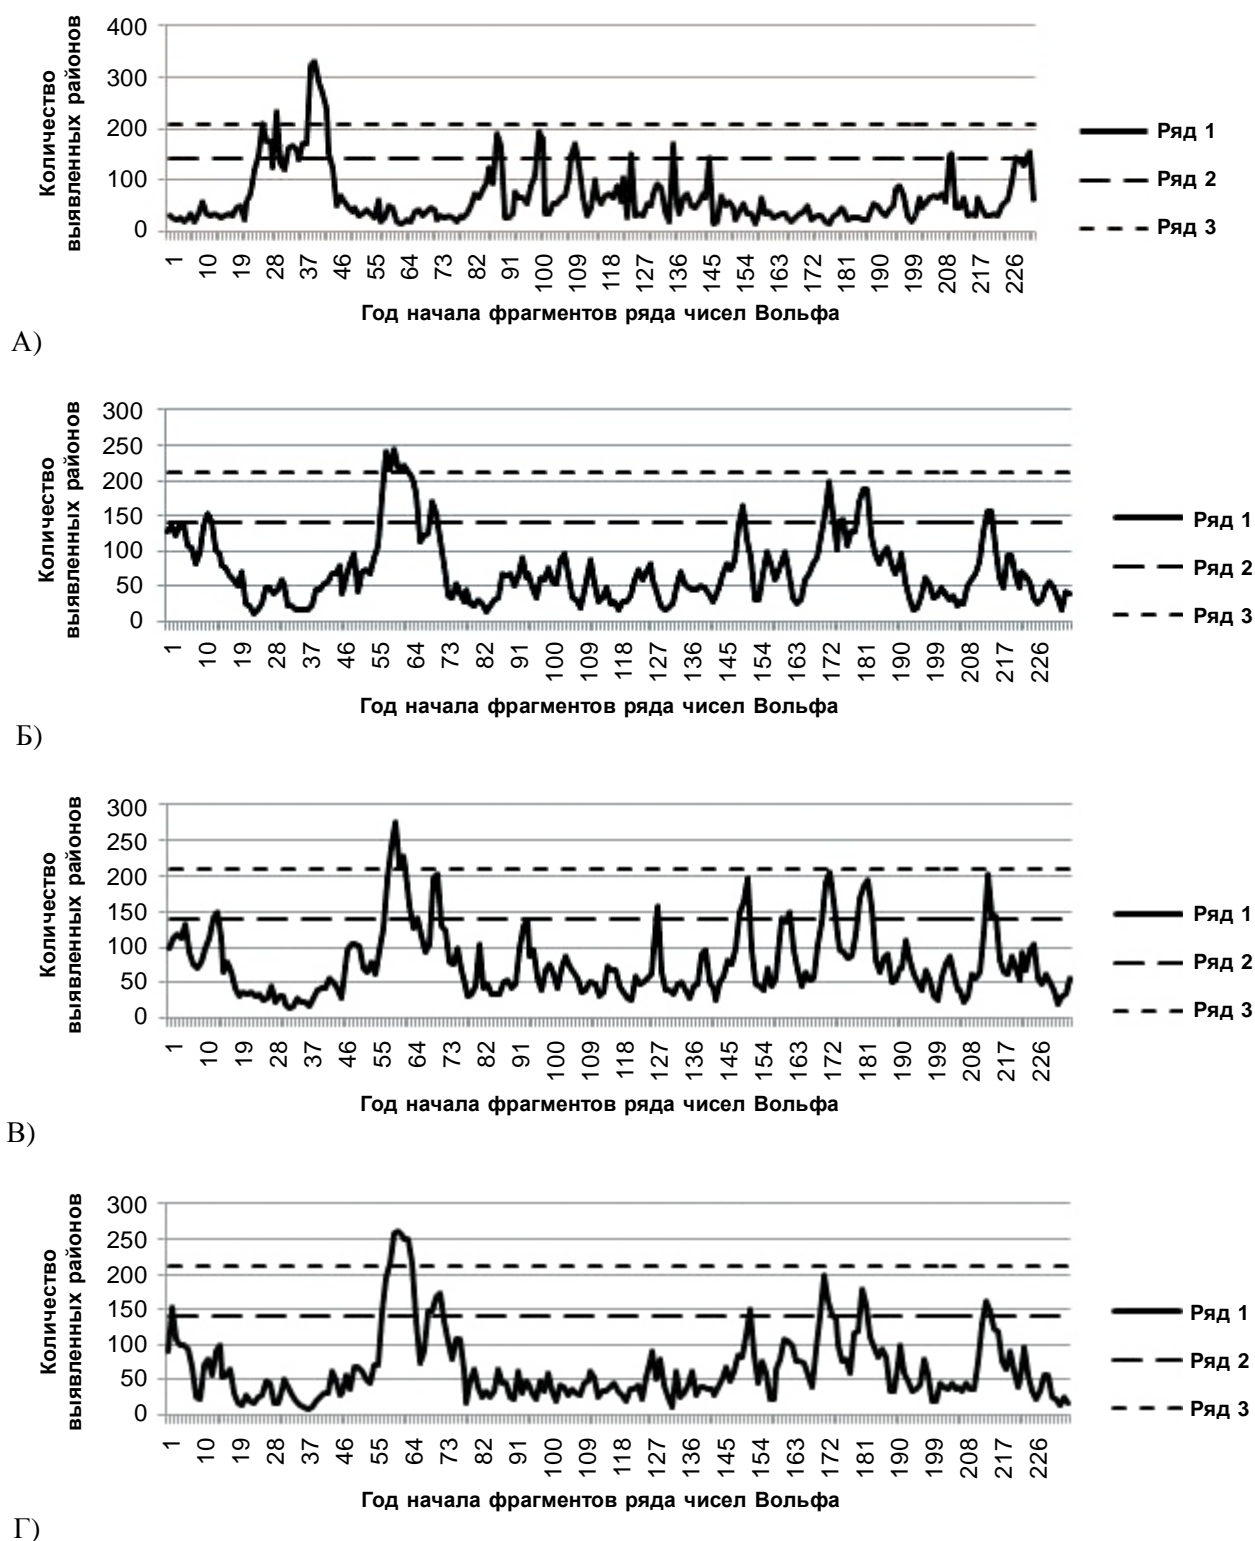 400
300
200
100
0
Количество
выявленных районов
1 10 19 28 37 46 55 64 73 82 91 100 109 118 127 136 145 154 163 172 181 190 199 208 217 226
Год начала фрагментов ряда чисел Вольфа
Ряд 1
Ряд 2
Ряд 3
А)
300
250
200
150
100
50
0
Количество
выявленных районов
1 10 19 28 37 46 55 64 73 82 91 100 109 118 127 136 145 154 163 172 181 190 199 208 217 226
Год начала фрагментов ряда чисел Вольфа
Ряд 1
Ряд 2
Ряд 3
Б)
300
250
200
150
100
50
0
Количество
выявленных районов
1 10 19 28 37 46 55 64 73 82 91 100 109 118 127 136 145 154 163 172 181 190 199 208 217 226
Год начала фрагментов ряда чисел Вольфа
Ряд 1
Ряд 2
Ряд 3
В)
300
250
200
150
100
50
0
Количество
выявленных районов
1 10 19 28 37 46 55 64 73 82 91 100 109 118 127 136 145 154 163 172 181 190 199 208 217 226
Год начала фрагментов ряда чисел Вольфа
Ряд 1
Ряд 2
Ряд 3
Г)